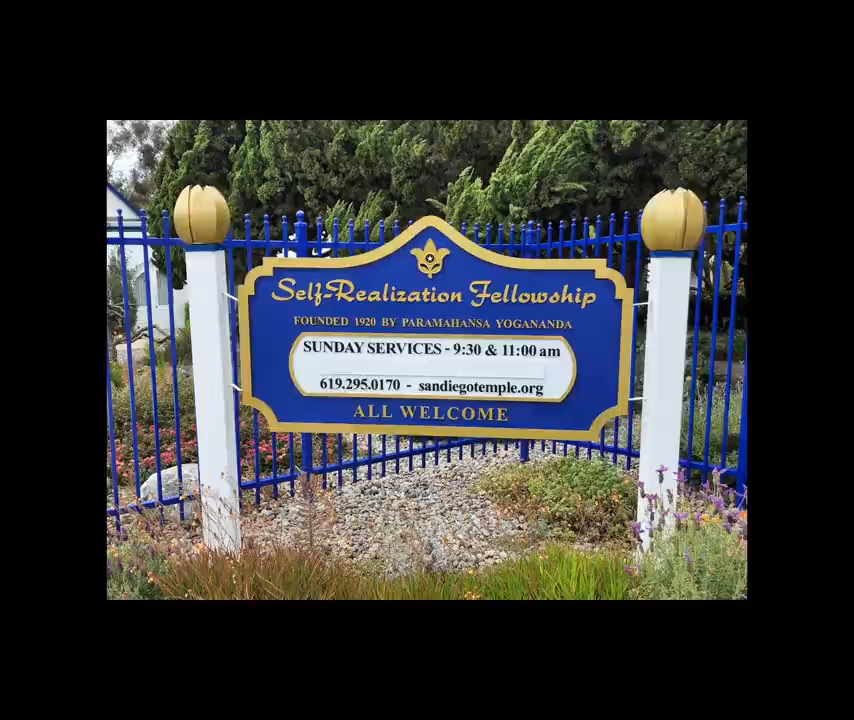 Self-Realization Fellowship
FOUNDED 1920 BY PARAMAHANSA YOGANANDA
SUNDAY SERVICES - 9:30 & 11:00 am
619.295.0170 - sandiegotemple.org
ALL WELCOME